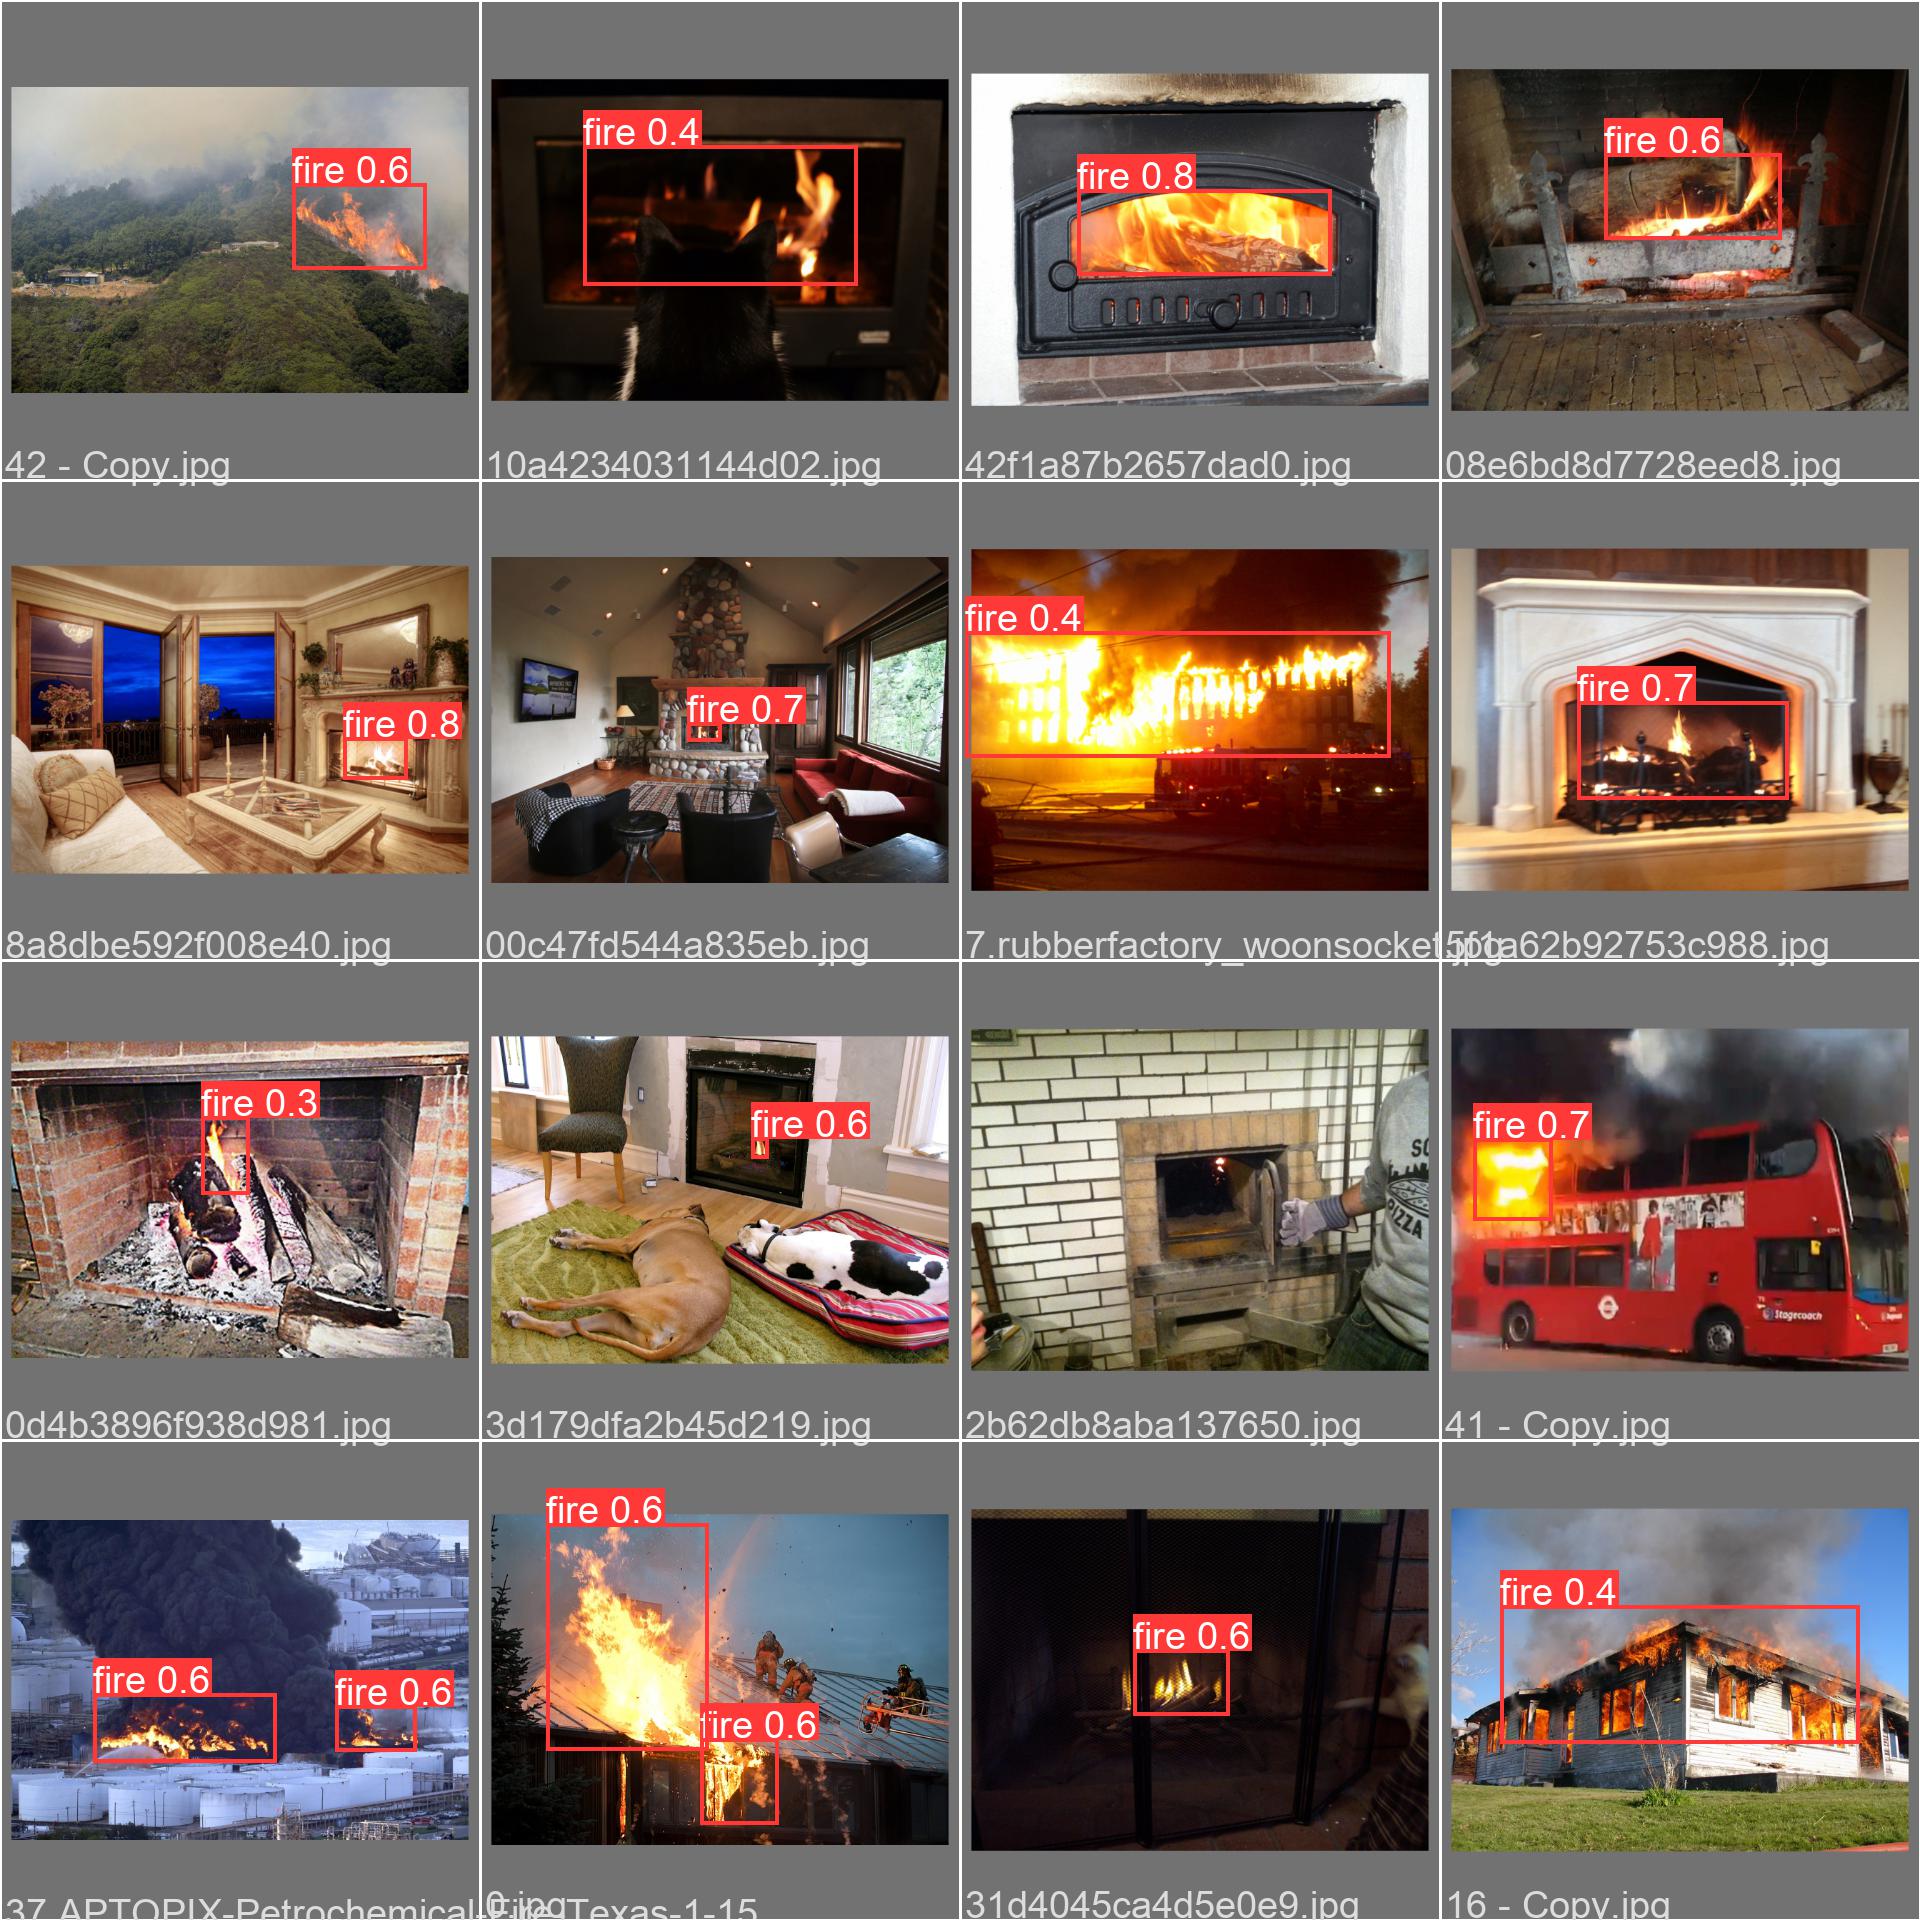 fire 0.6
fire 0.4
fire 0.8
fire 0.6
42 - Copy.jpg
10a4234031144d02.jpg
42f1a87b2657dad0.jpg
08e6bd8d7728eed8.jpg
fire 0.8
fire 0.7
fire 0.4
fire 0.7
8a8dbe592f008e40.jpg
00c47fd544a835eb.jpg
7.rubberfactory_woonsocket.jpg
5f1a62b92753c988.jpg
fire 0.3
fire 0.6
PIZZA
fire 0.7
Stagecoach
0d4b3896f938d981.jpg
3d179dfa2b45d219.jpg
2b62db8aba137650.jpg
41 - Copy.jpg
fire 0.6
fire 0.6
fire 0.6
fire 0.6
fire 0.6
fire 0.4
37.APTOPIX-Petrochemical-Fire-Texas-1-15
0.jpg
31d4045ca4d5e0e9.jpg
16 - Copy.jpg